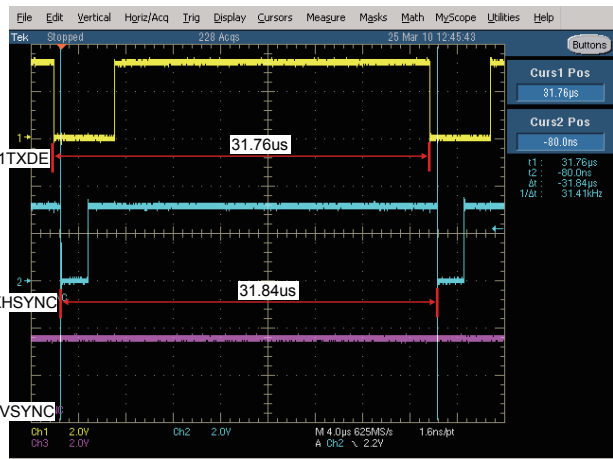 File Edit Vertical Horiz/Acq Trig Display Cursors Measure Masks Math MyScope Utilities Help
Tek Stopped 228 Acqs 25 Mar 10 12:45:43 Buttons
Curs1 Pos
31.76µs
Curs2 Pos
-80.0ns
t1 : 31.76µs
t2 : -80.0ns
Δt : -31.84µs
1/Δt : 31.41kHz
1
31.76us
1TXDE
2
31.84us
HSYNC
VSYNC
Ch1 2.0V Ch2 2.0V M 4.0µs 625MS/s 1.6ns/pt
Ch3 2.0V A Ch2 ∖ 2.2V